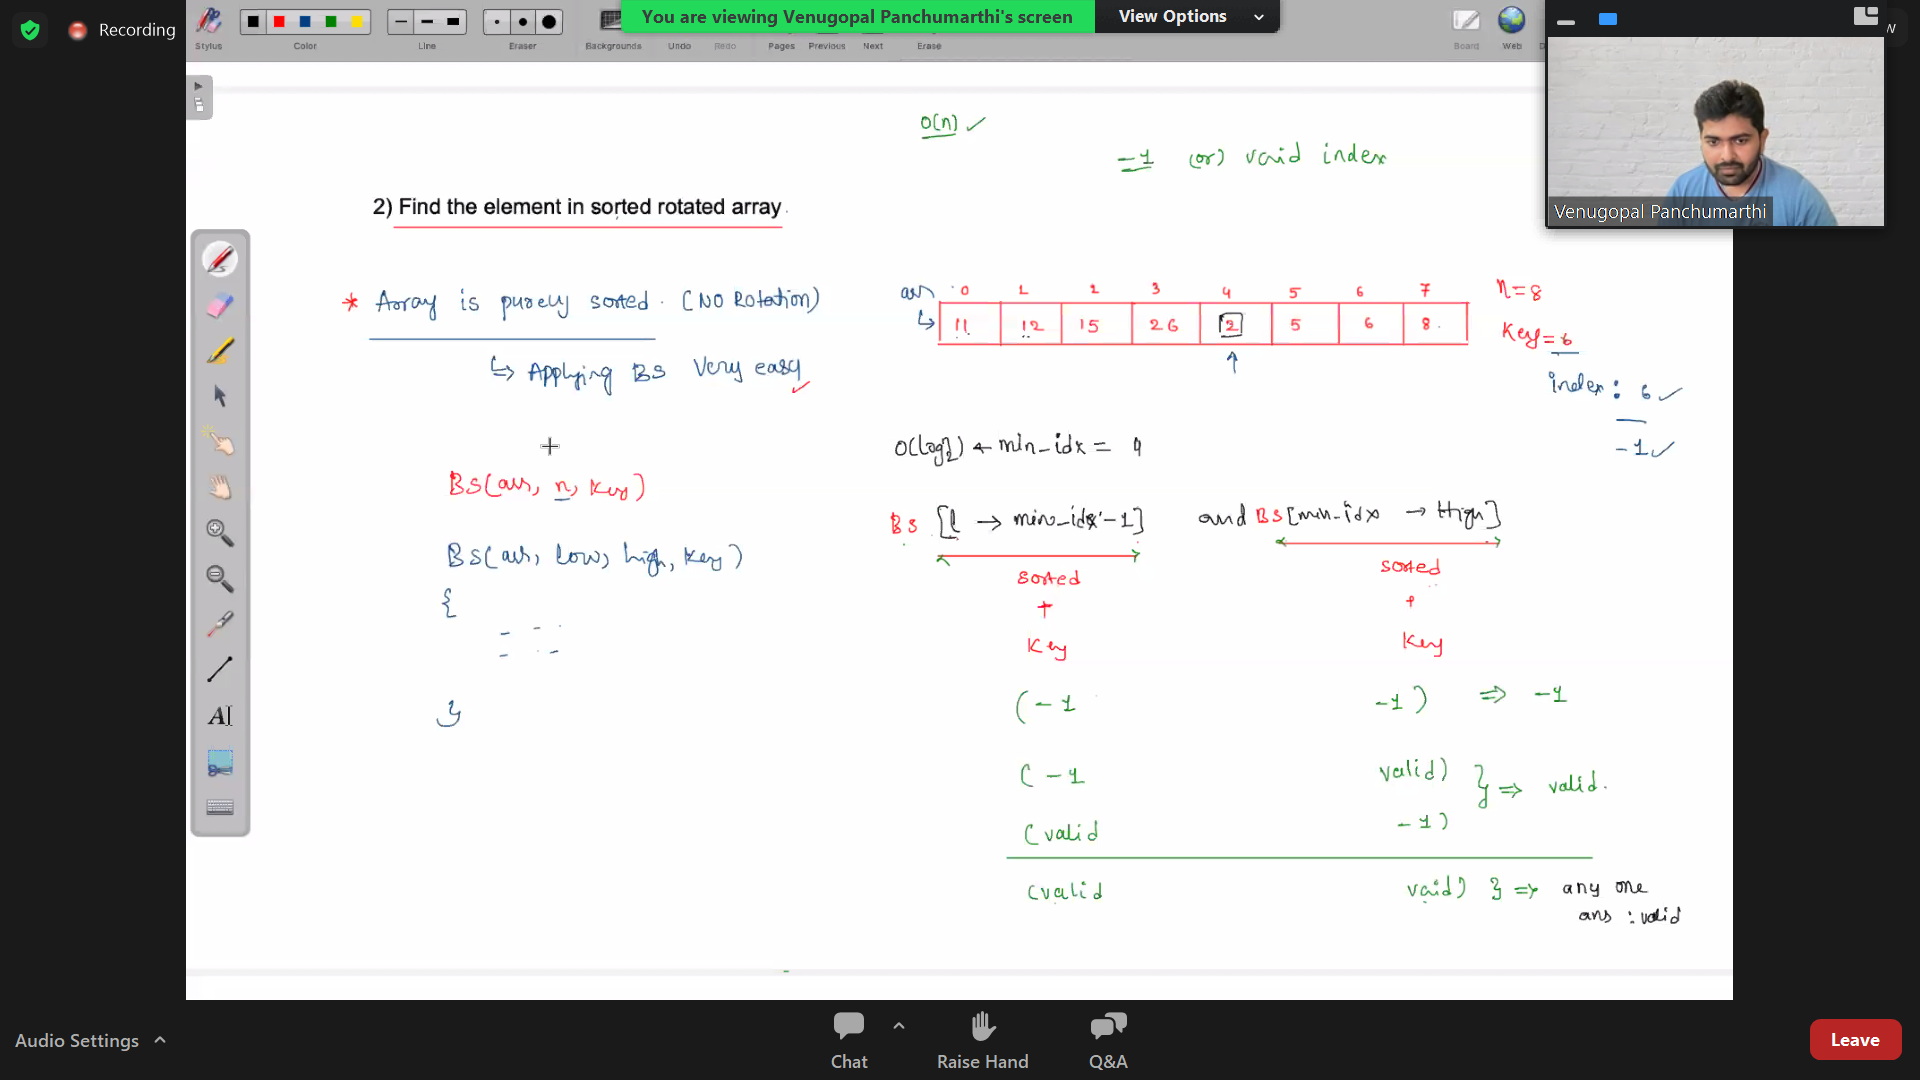 Recording
You are viewing Venugopal Panchumarthi's screen
View Options
Stylus
Color
Line
Eraser
Backgrounds
Undo
Redo
Pages
Previous
Next
Erase
Board
Web
Venugopal Panchumarthi
O(n) ✓
-1 (or) vaid index
2) Find the element in sorted rotated array
* Array is purely sorted. (NO Rotation)
↳ Applying BS Very easy ✓
arr 0 1 2 3 4 5 6 7 n=8
↳ 11 12 15 26 2 5 6 8 Key=6
↑
index: 6 ✓
-1 ✓
min_idx = 4
BS(arr, n, Key)
BS [l → min_idx-1] and BS[min-idx → High]
BS(arr, low, high, Key)
{
}
sorted sorted
+ +
Key Key
(-1 -1) ⇒ -1
(-1 valid) } ⇒ valid.
(valid -1)
(valid vaid) } ⇒ any one
ans : valid
Audio Settings
Chat
Raise Hand
Q&A
Leave